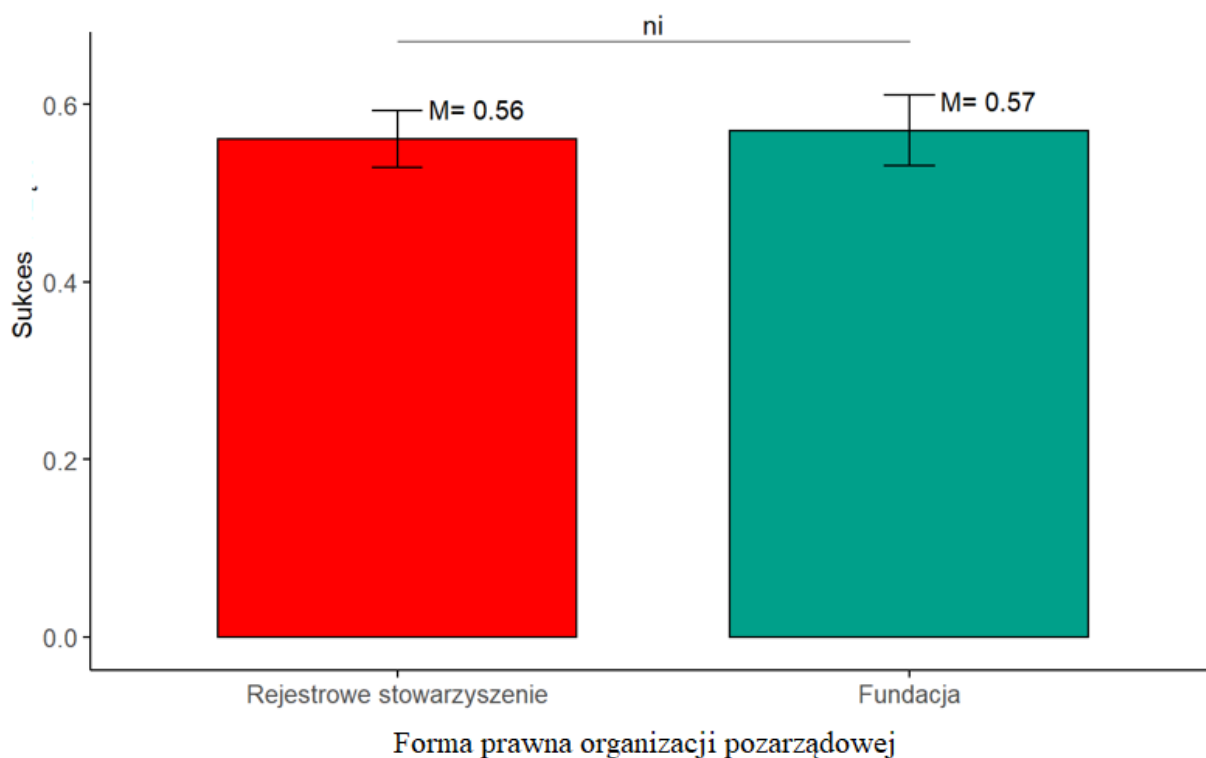 ni
M= 0.56
M= 0.57
Sukces
0.6
0.4
0.2
0.0
Rejestrowe stowarzyszenie
Fundacja
Forma prawna organizacji pozarządowej